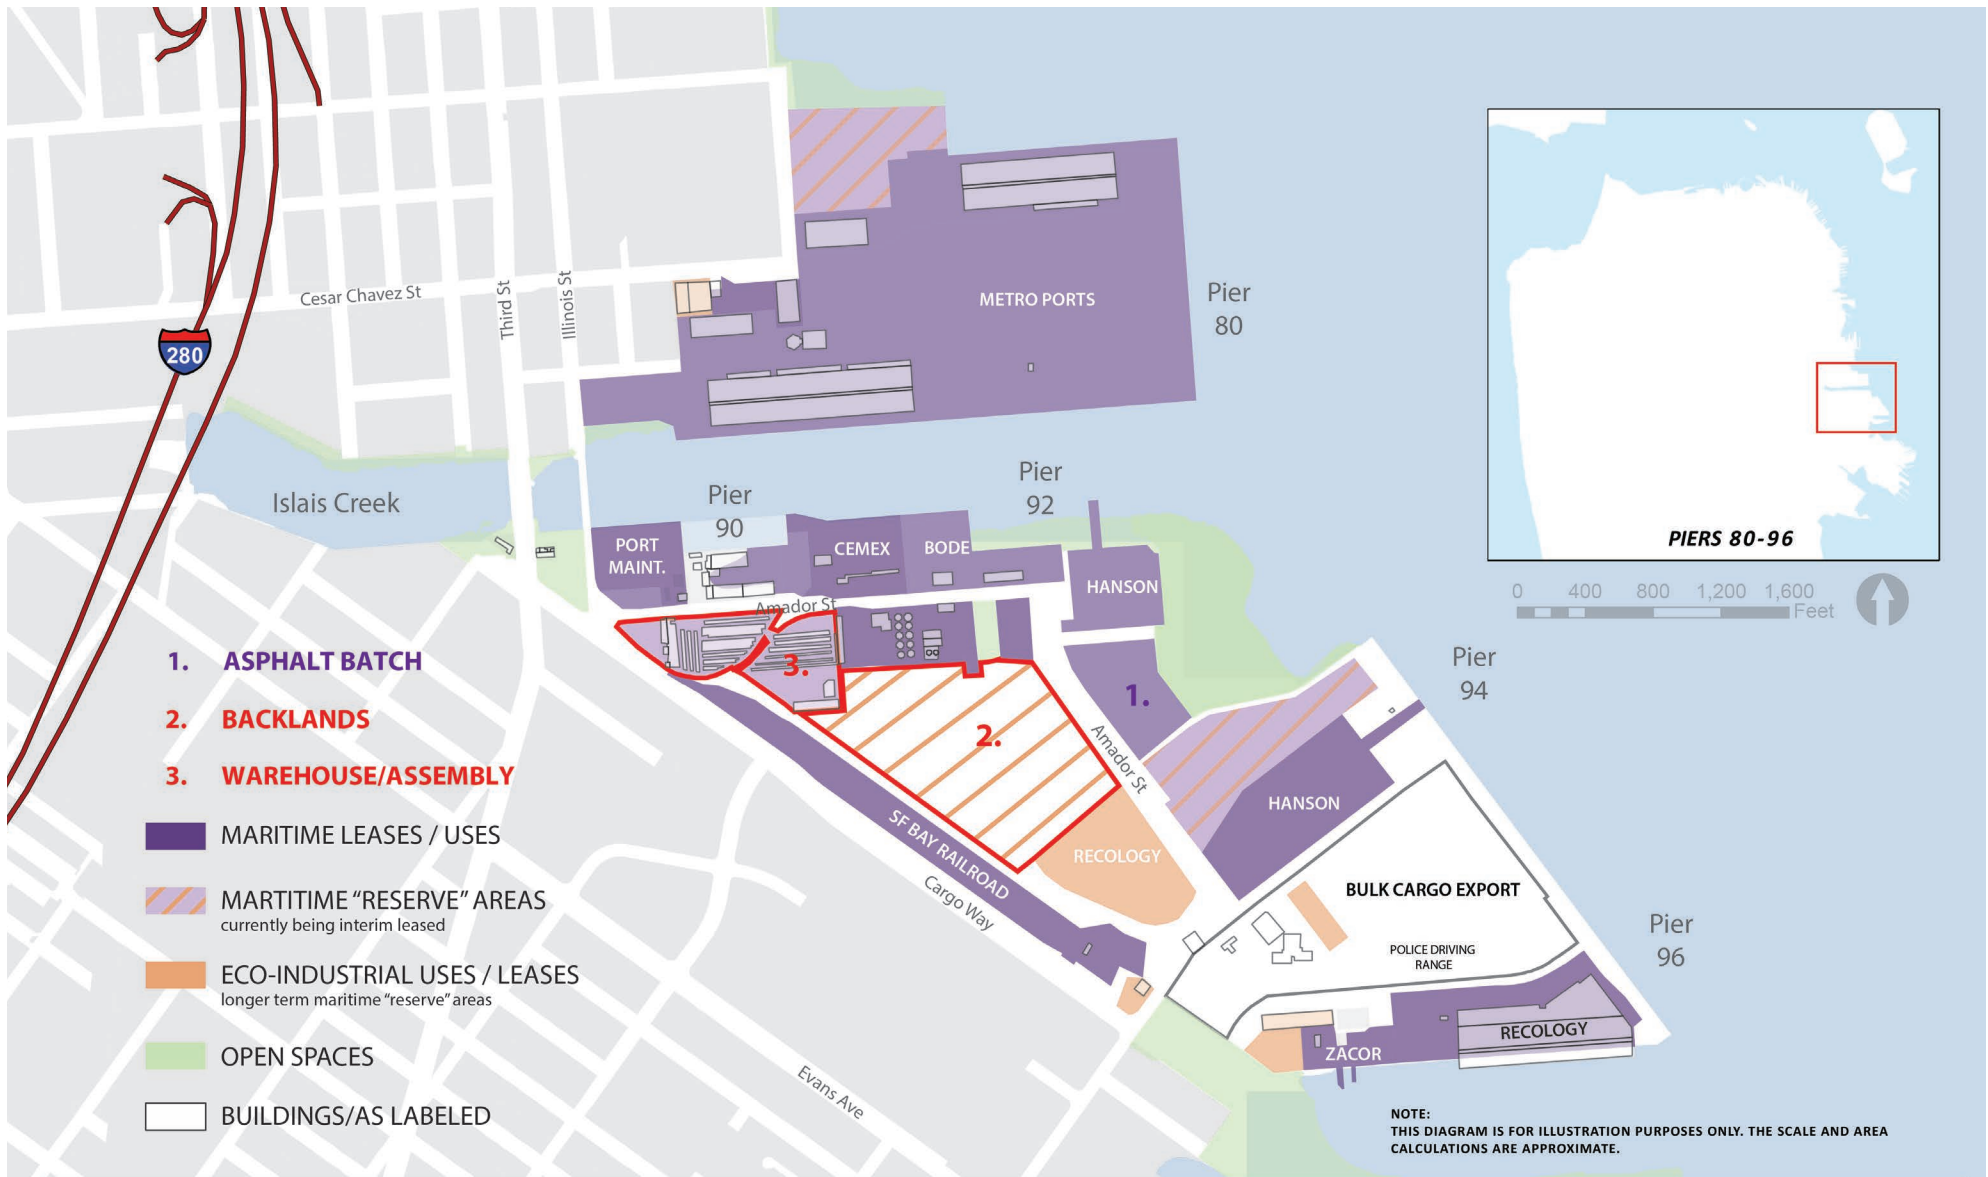 Cesar Chavez St
Third St
Illinois St
280
METRO PORTS
Pier
80
Islais Creek
Pier
90
Pier
92
PORT
MAINT.
CEMEX
BODE
HANSON
Amador St
1.
2.
3.
Amador St
Pier
94
HANSON
SF BAY RAILROAD
Cargo Way
RECOLOGY
BULK CARGO EXPORT
POLICE DRIVING
RANGE
Pier
96
RECOLOGY
ZACOR
Evans Ave
1. ASPHALT BATCH
2. BACKLANDS
3. WAREHOUSE/ASSEMBLY
MARITIME LEASES / USES
MARTITIME “RESERVE” AREAS
currently being interim leased
ECO-INDUSTRIAL USES / LEASES
longer term maritime “reserve” areas
OPEN SPACES
BUILDINGS/AS LABELED
PIERS 80-96
0 400 800 1,200 1,600
Feet
NOTE:
THIS DIAGRAM IS FOR ILLUSTRATION PURPOSES ONLY. THE SCALE AND AREA
CALCULATIONS ARE APPROXIMATE.